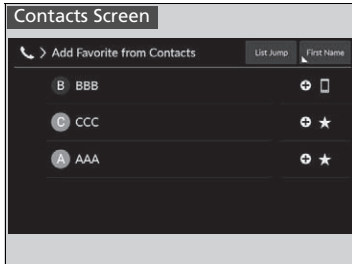 Contacts Screen
Add Favorite from Contacts List Jump First Name
B BBB
C CCC
A AAA